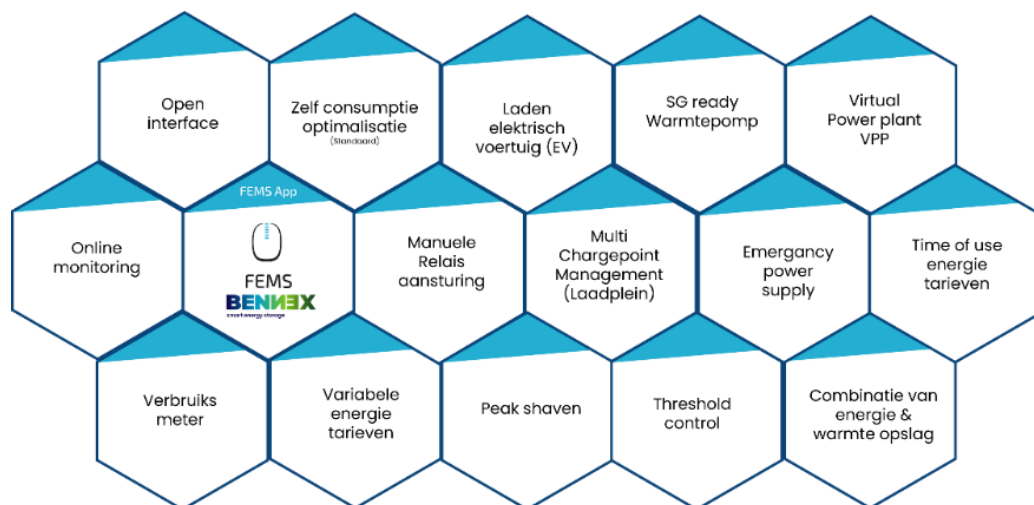 Open
interface
Zelf consumptie
optimalisatie
(Standaard)
Laden
elektrisch
voertuig (EV)
SG ready
Warmtepomp
Virtual
Power plant
VPP
Online
monitoring
FEMS App
FEMS
BENNEX
smart energy storage
Manuele
Relais
aansturing
Multi
Chargepoint
Management
(Laadplein)
Emergancy
power
supply
Time of use
energie
tarieven
Verbruiks
meter
Variabele
energie
tarieven
Peak shaven
Threshold
control
Combinatie van
energie &
warmte opslag